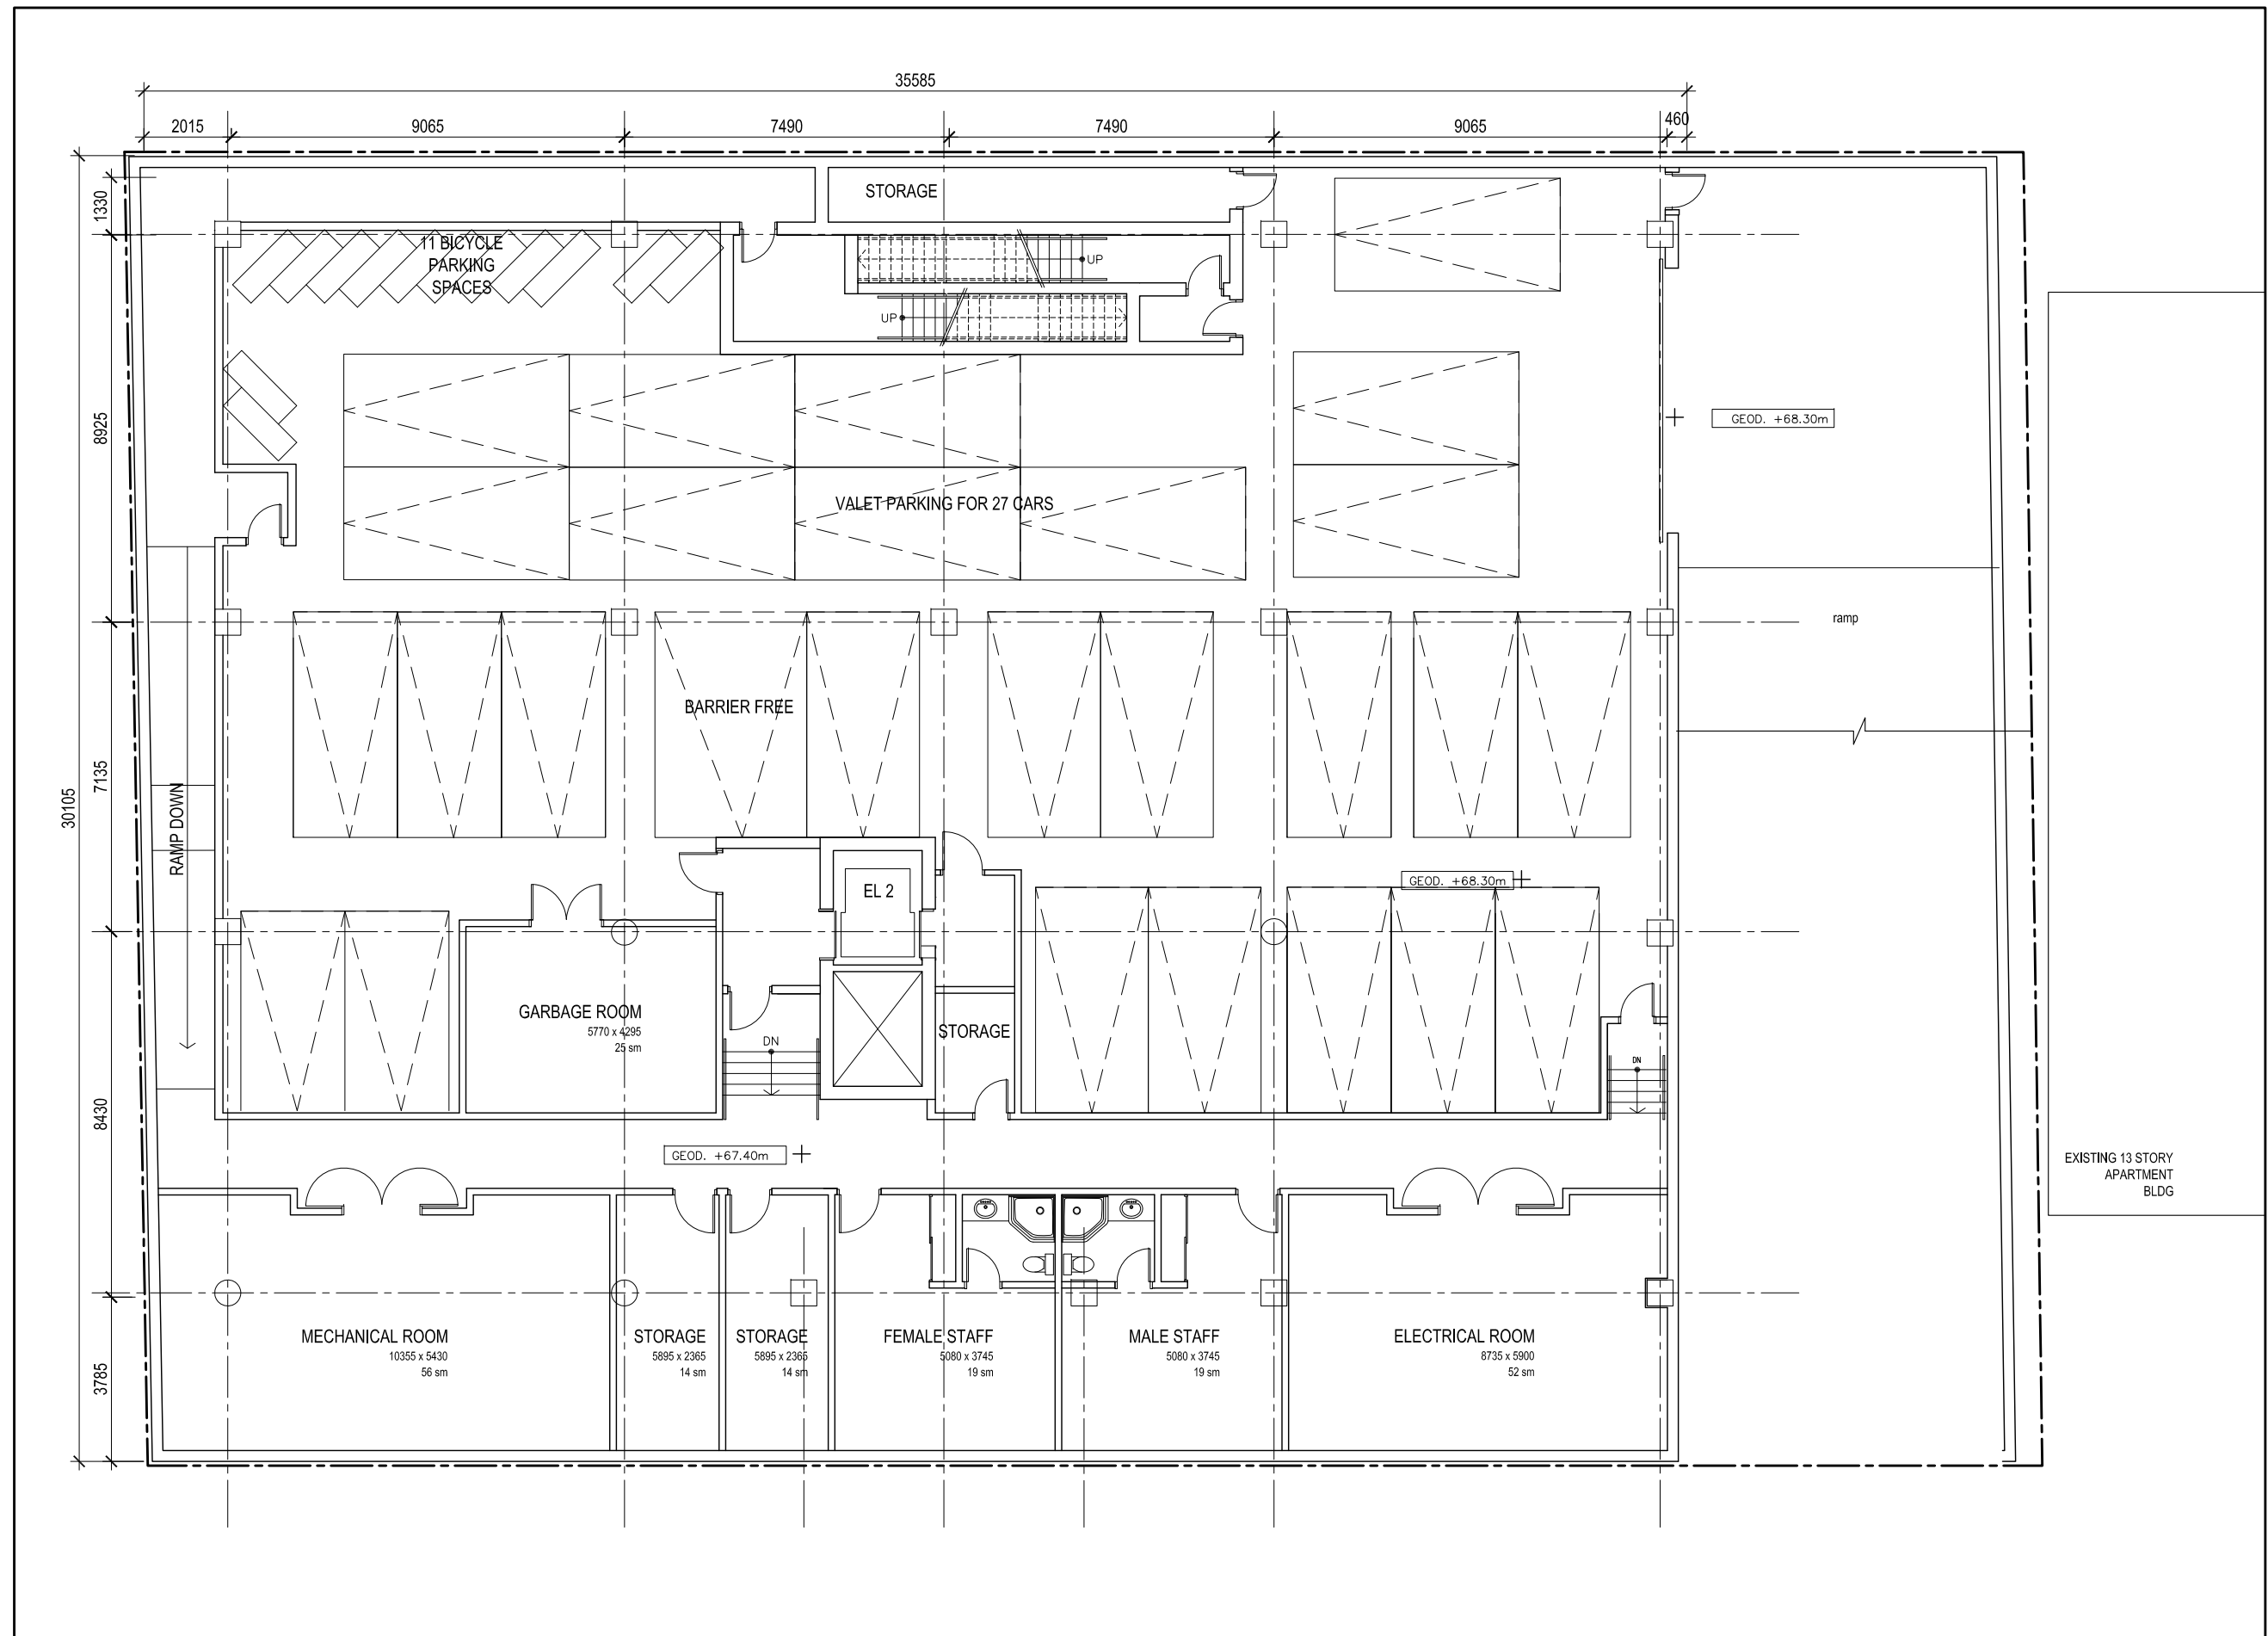 35585
2015
9065
7490
7490
9065
460
1330
8925
7135
30105
8430
3785
STORAGE
11 BICYCLE
PARKING
SPACES
UP
UP
GEOD. +68.30m
VALET PARKING FOR 27 CARS
ramp
BARRIER FREE
RAMP DOWN
EL 2
GEOD. +68.30m
GARBAGE ROOM
5770 x 4295
25 sm
DN
STORAGE
DN
GEOD. +67.40m
EXISTING 13 STORY
APARTMENT
BLDG
MECHANICAL ROOM
10355 x 5430
56 sm
STORAGE
5895 x 2365
14 sm
STORAGE
5895 x 2365
14 sm
FEMALE STAFF
5080 x 3745
19 sm
MALE STAFF
5080 x 3745
19 sm
ELECTRICAL ROOM
8735 x 5900
52 sm